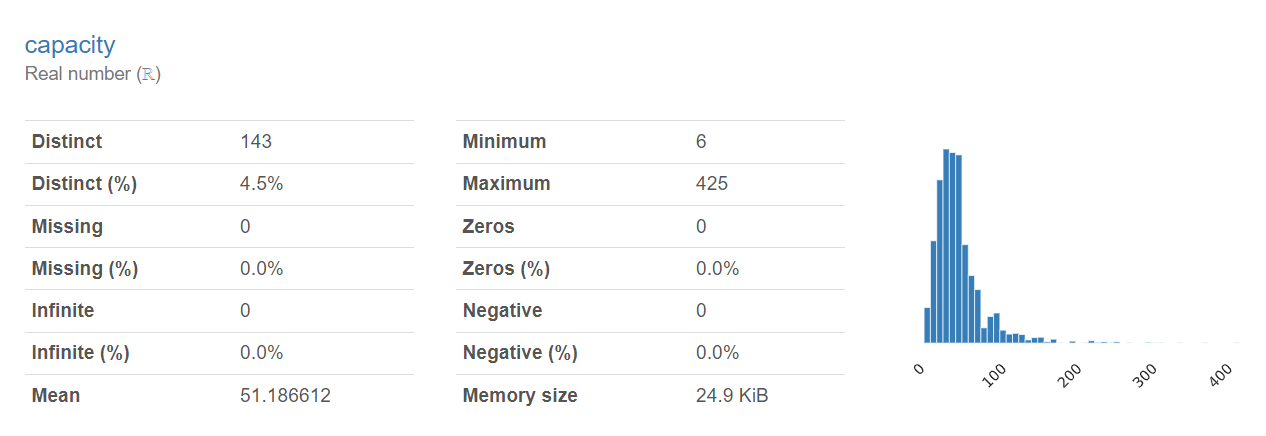 capacity
Real number (ℝ)
Distinct 143
Distinct (%) 4.5%
Missing 0
Missing (%) 0.0%
Infinite 0
Infinite (%) 0.0%
Mean 51.186612
Minimum 6
Maximum 425
Zeros 0
Zeros (%) 0.0%
Negative 0
Negative (%) 0.0%
Memory size 24.9 KiB
0 100 200 300 400